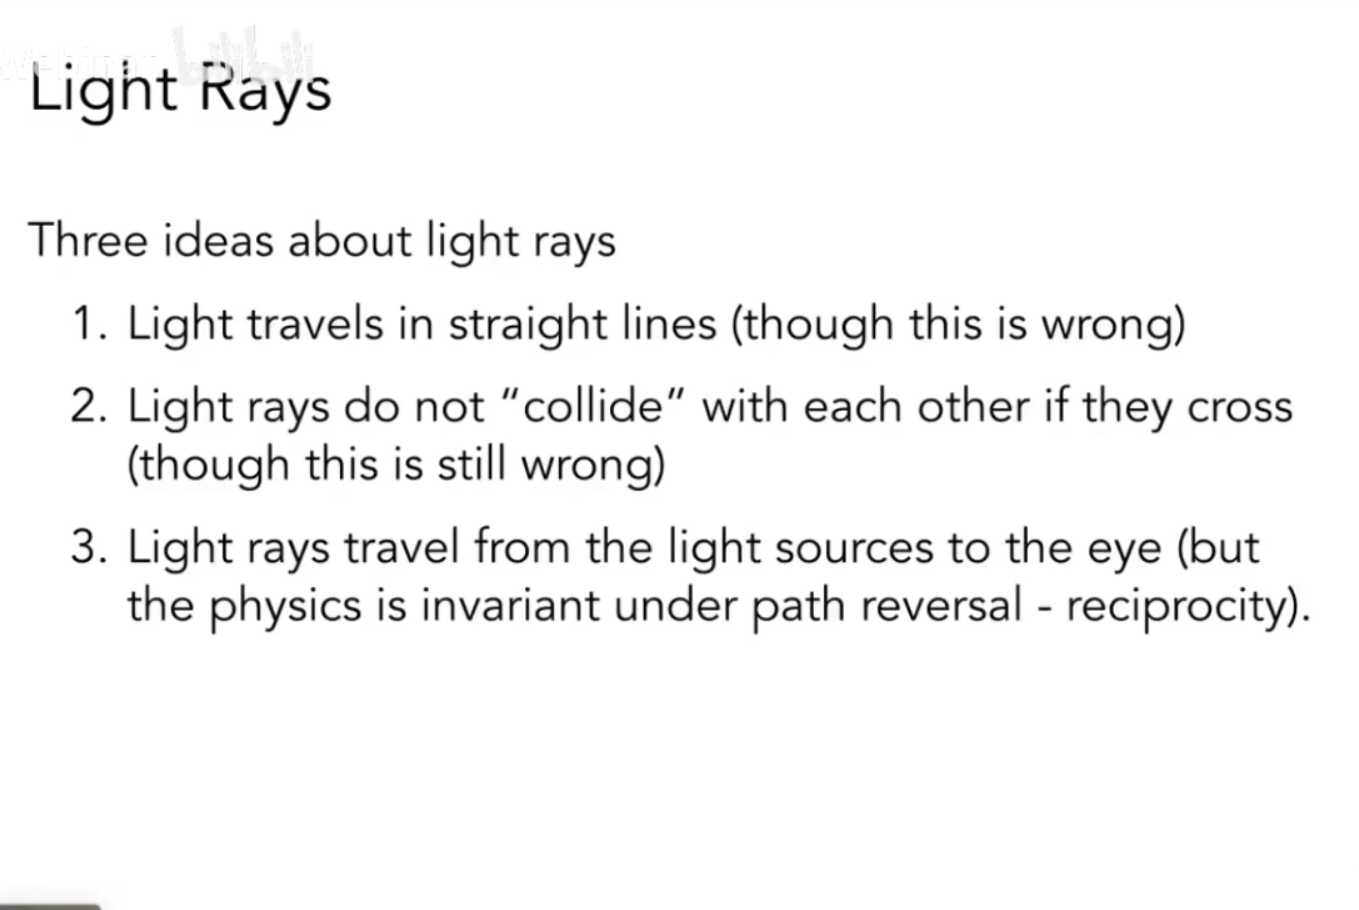 Webinar bilibili
Light Rays
Three ideas about light rays
1. Light travels in straight lines (though this is wrong)
2. Light rays do not “collide” with each other if they cross
(though this is still wrong)
3. Light rays travel from the light sources to the eye (but
the physics is invariant under path reversal - reciprocity).